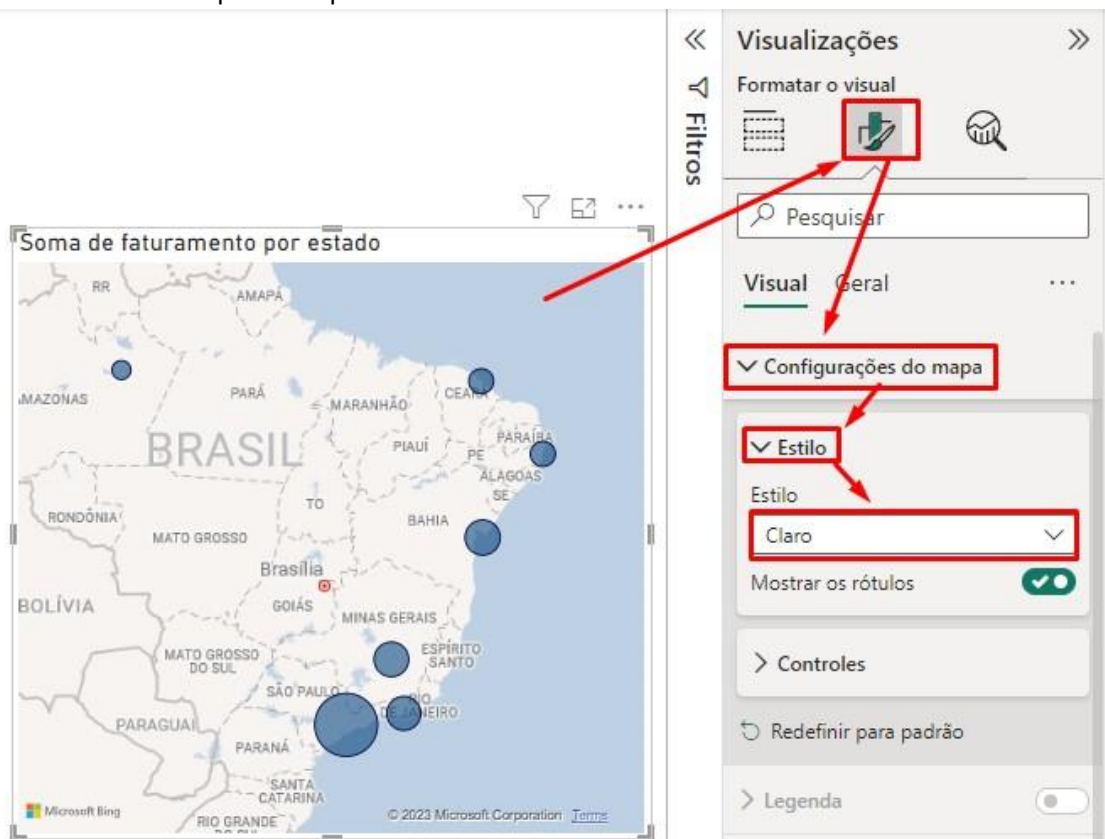 Visualizações
Formatar o visual
Filtros
Pesquisar
Visual Geral
Configurações do mapa
Estilo
Estilo
Claro
Mostrar os rótulos
Controles
Redefinir para padrão
Legenda
Soma de faturamento por estado
RR
AMAPÁ
AMAZONAS
PARÁ
MARANHÃO
CEARÁ
BRASIL
PIAUÍ
PARAÍBA
PE
ALAGOAS
SE
TO
RONDÔNIA
BAHIA
MATO GROSSO
Brasília
BOLÍVIA
GOIÁS
MINAS GERAIS
MATO GROSSO
DO SUL
ESPÍRITO
SANTO
SÃO PAULO
RIO
DE JANEIRO
PARAGUAI
PARANÁ
SANTA
CATARINA
RIO GRANDE
DO SUL
Microsoft Bing
© 2023 Microsoft Corporation Terms